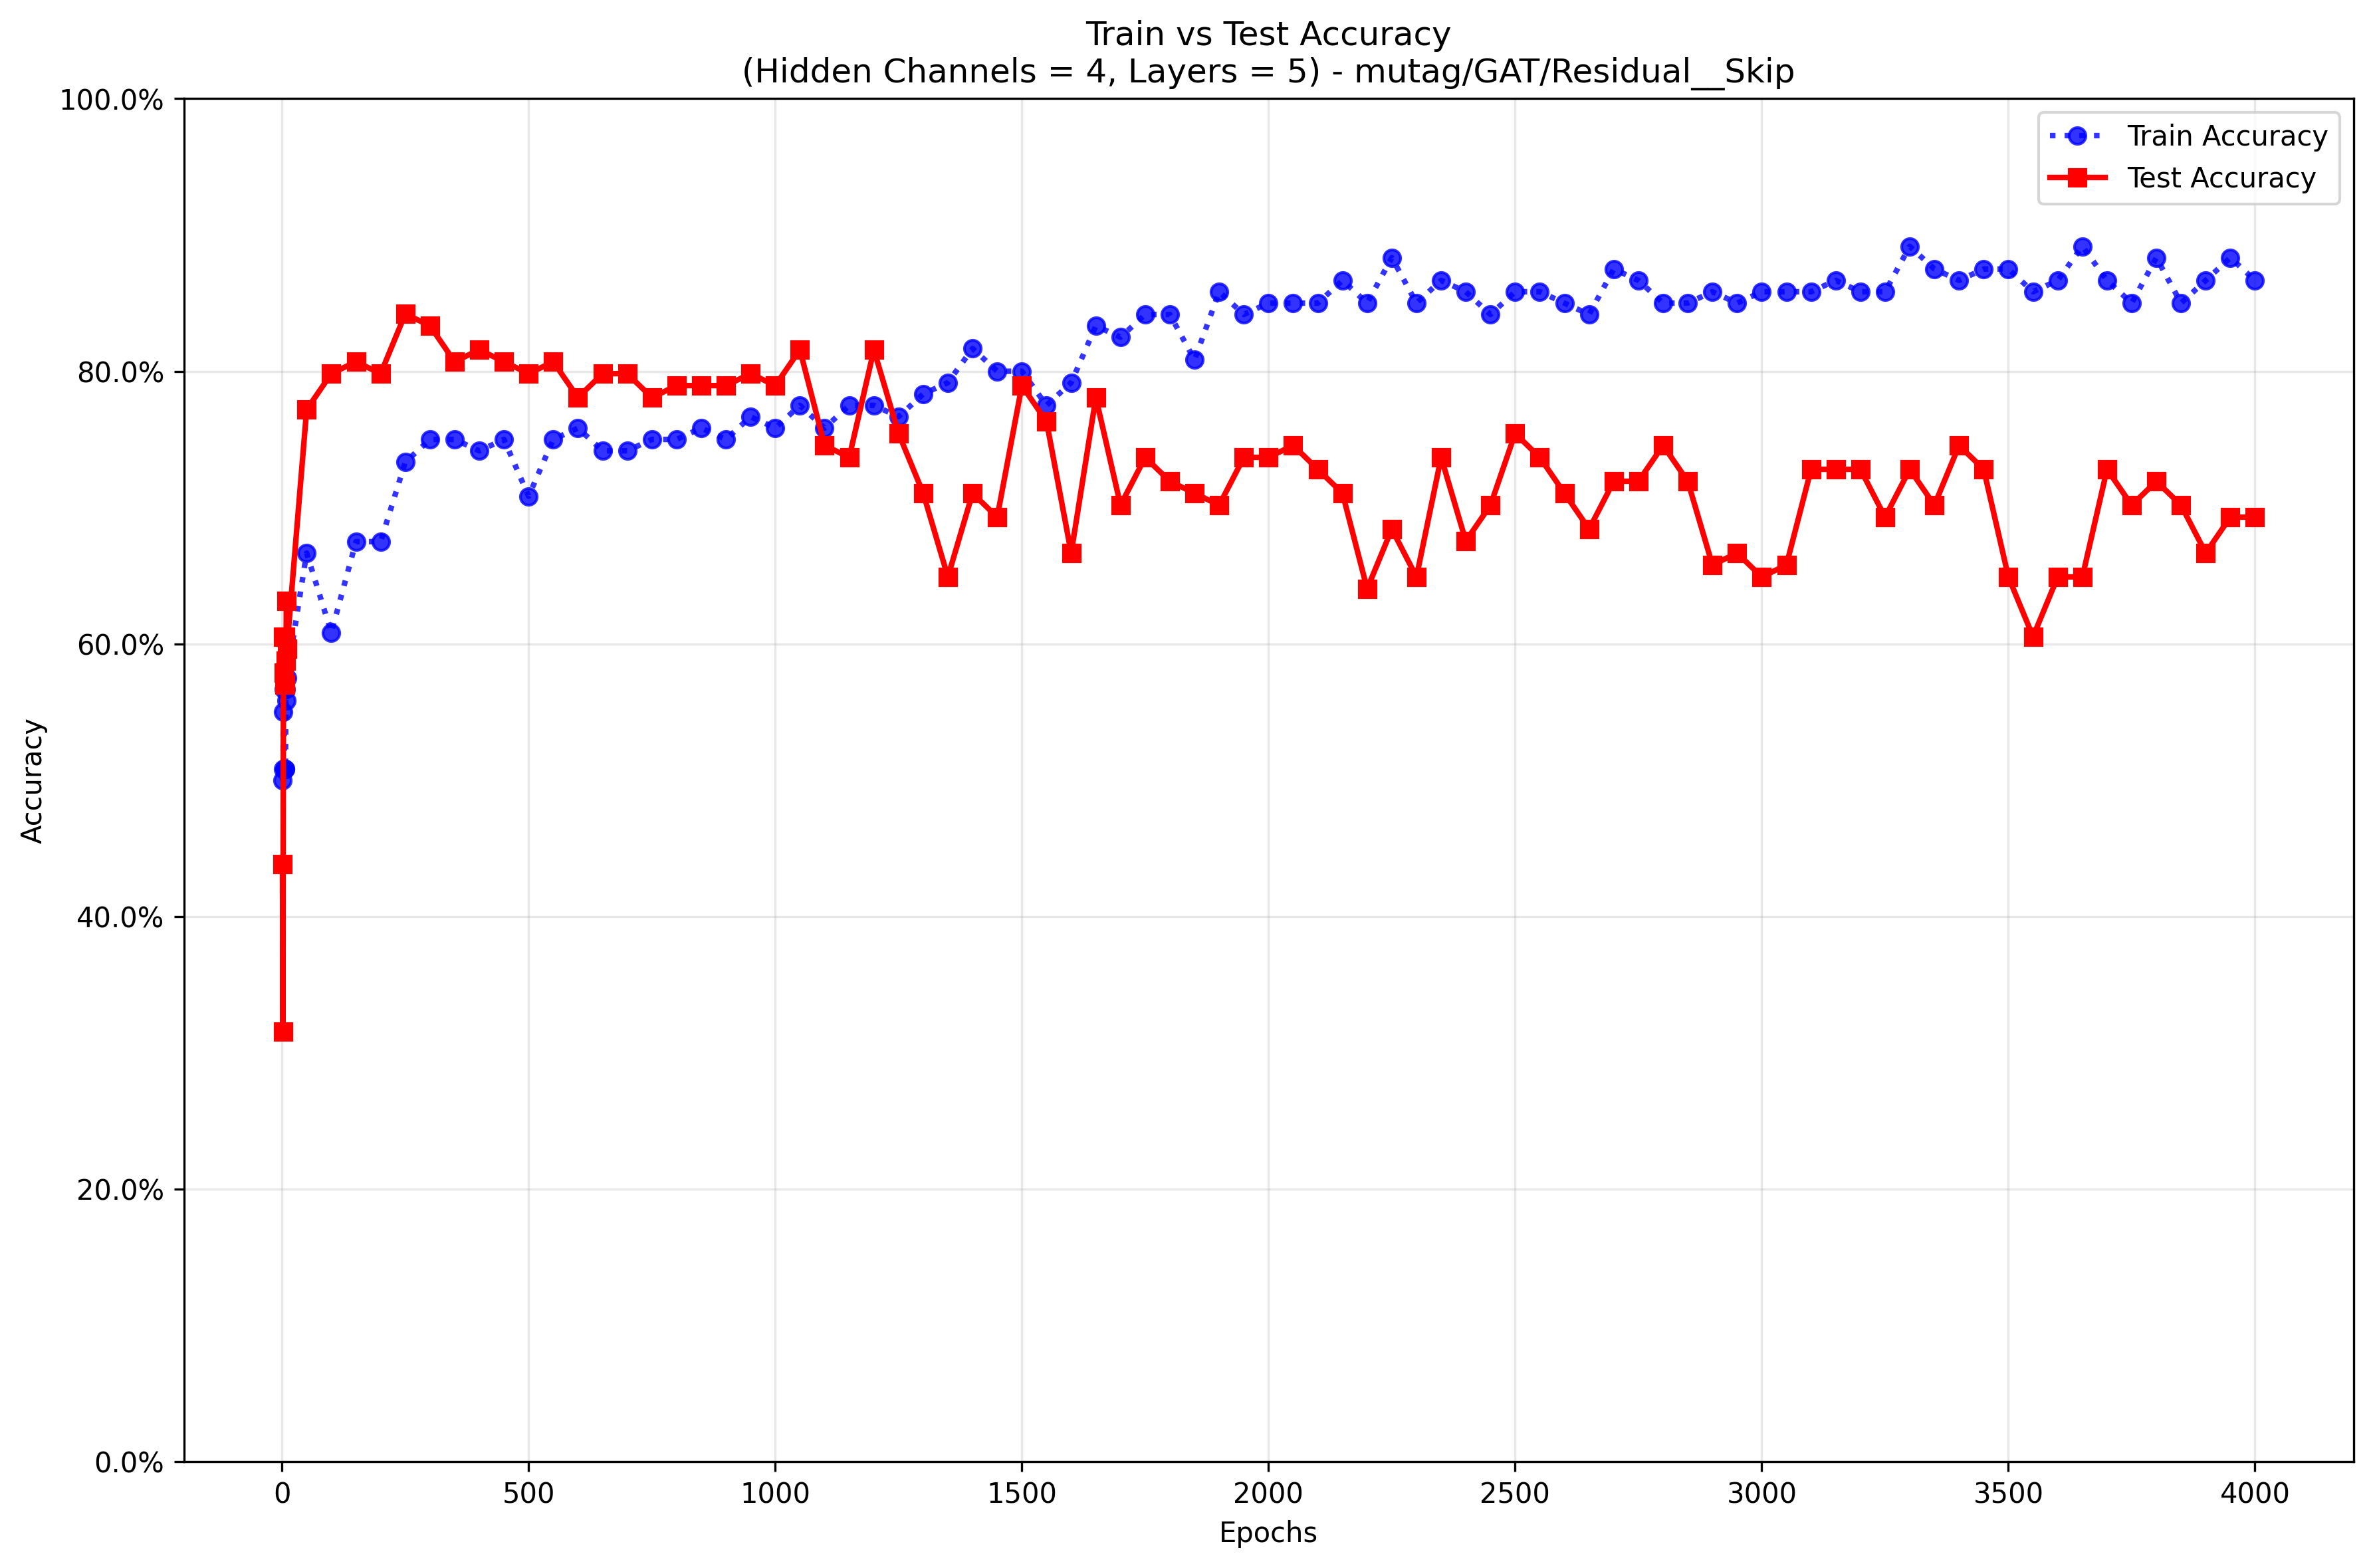 Train vs Test Accuracy
(Hidden Channels = 4, Layers = 5) - mutag/GAT/Residual__Skip
Train Accuracy
Test Accuracy
Accuracy
100.0%
80.0%
60.0%
40.0%
20.0%
0.0%
0 500 1000 1500 2000 2500 3000 3500 4000
Epochs